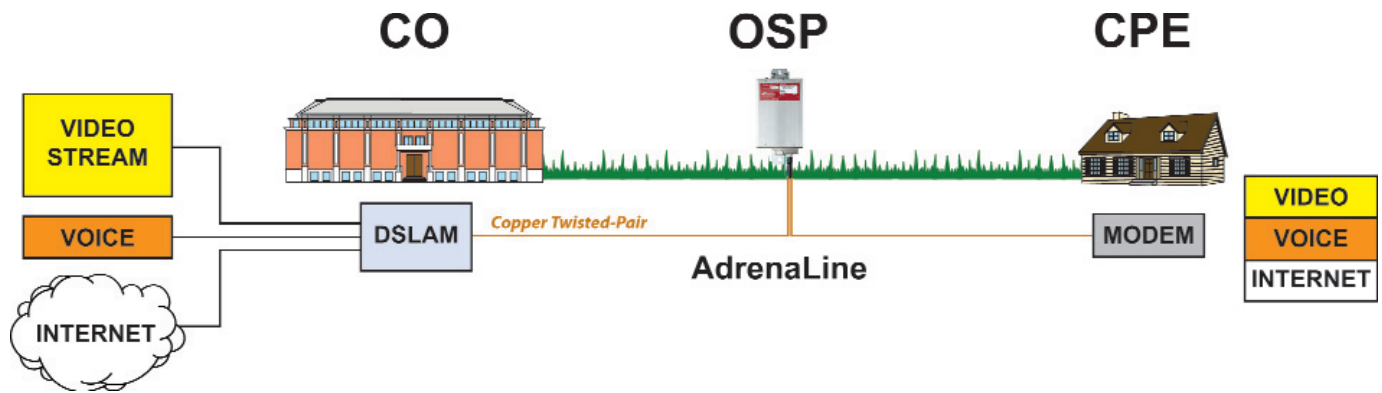 CO
OSP
CPE
VIDEO
STREAM
VOICE
INTERNET
DSLAM
Copper Twisted-Pair
AdrenaLine
MODEM
VIDEO
VOICE
INTERNET